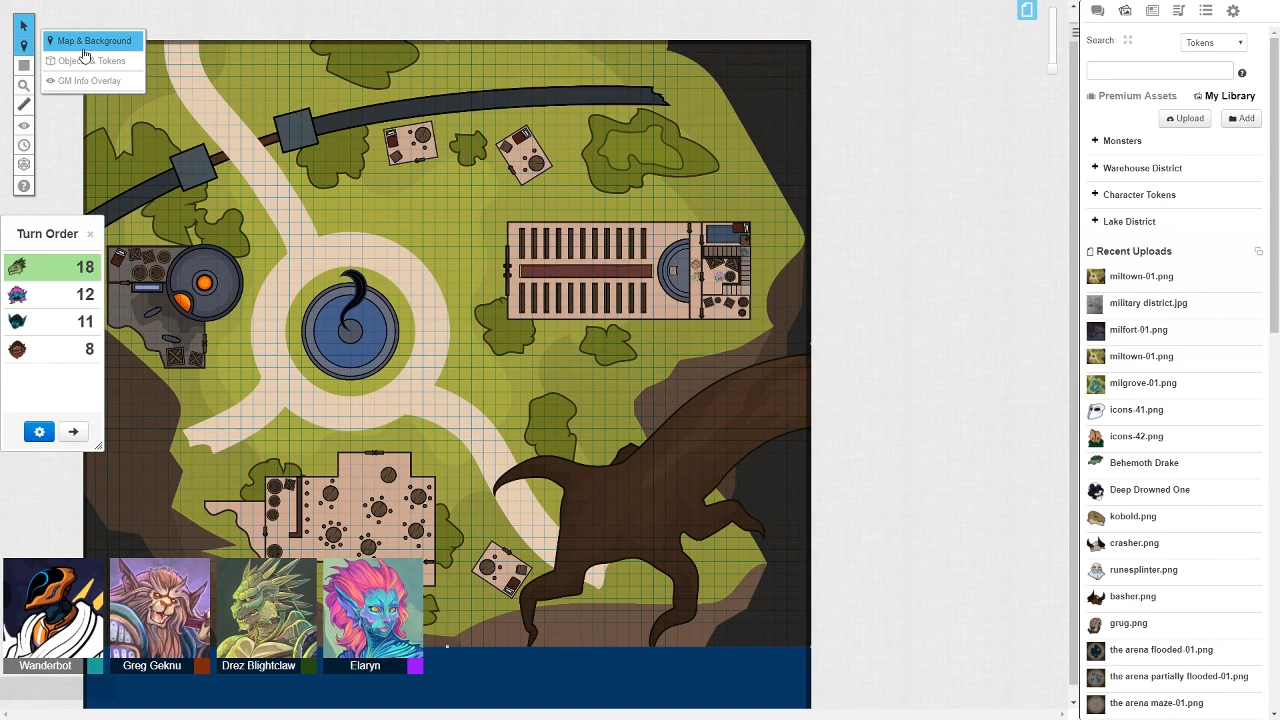 Map & Background
Objects & Tokens
GM Info Overlay
Turn Order ×
18
12
11
8
Wanderbot
Greg Geknu
Drez Blightclaw
Elaryn
Search:
Tokens
Premium Assets
My Library
Upload
Add
Monsters
Warehouse District
Character Tokens
Lake District
Recent Uploads
miltown-01.png
military district.jpg
milfort-01.png
miltown-01.png
milgrove-01.png
icons-41.png
icons-42.png
Behemoth Drake
Deep Drowned One
kobold.png
crasher.png
runesplinter.png
basher.png
grug.png
the arena flooded-01.png
the arena partially flooded-01.png
the arena maze-01.png